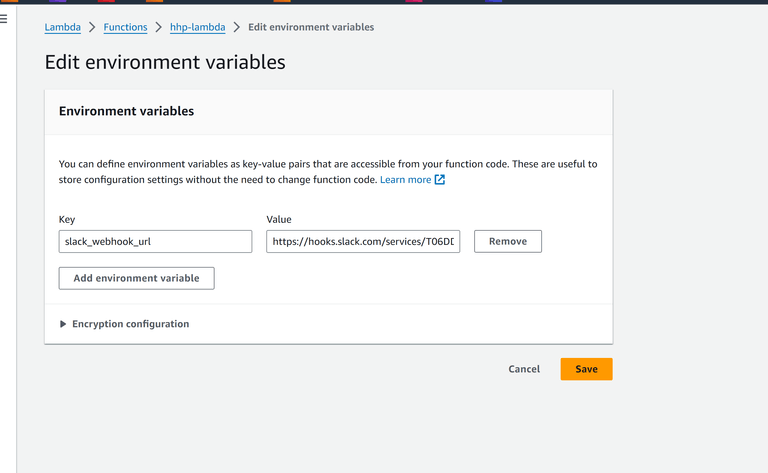 Lambda > Functions > hhp-lambda > Edit environment variables
Edit environment variables
Environment variables
You can define environment variables as key-value pairs that are accessible from your function code. These are useful to
store configuration settings without the need to change function code. Learn more
Key Value
slack_webhook_url https://hooks.slack.com/services/T06DD Remove
Add environment variable
Encryption configuration
Cancel Save